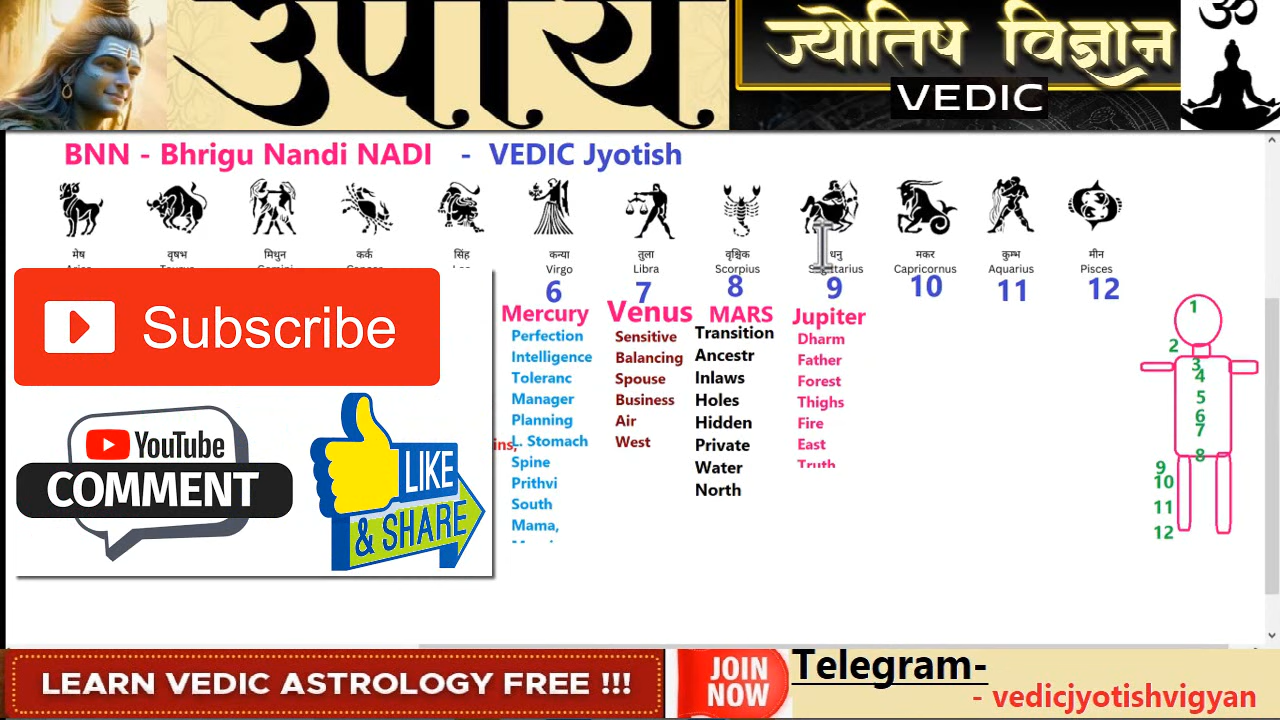 उपाय
ज्योतिष विज्ञान
VEDIC
ॐ
BNN - Bhrigu Nandi NADI - VEDIC Jyotish
मेष वृषभ मिथुन कर्क सिंह कन्या तुला वृश्चिक धनु मकर कुम्भ मीन
Virgo Libra Scorpius Sagittarius Capricornus Aquarius Pisces
6 7 8 9 10 11 12
Subscribe
YouTube
COMMENT
LIKE
& SHARE
Mercury
Perfection
Intelligence
Toleranc
Manager
Planning
L. Stomach
Spine
Prithvi
South
Mama,
Venus
Sensitive
Balancing
Spouse
Business
Air
West
MARS
Transition
Ancestr
Inlaws
Holes
Hidden
Private
Water
North
Jupiter
Dharm
Father
Forest
Thighs
Fire
East
Truth
1
2
3
4
5
6
7
8
9
10
11
12
LEARN VEDIC ASTROLOGY FREE !!!
JOIN
NOW
Telegram-
- vedicjyotishvigyan